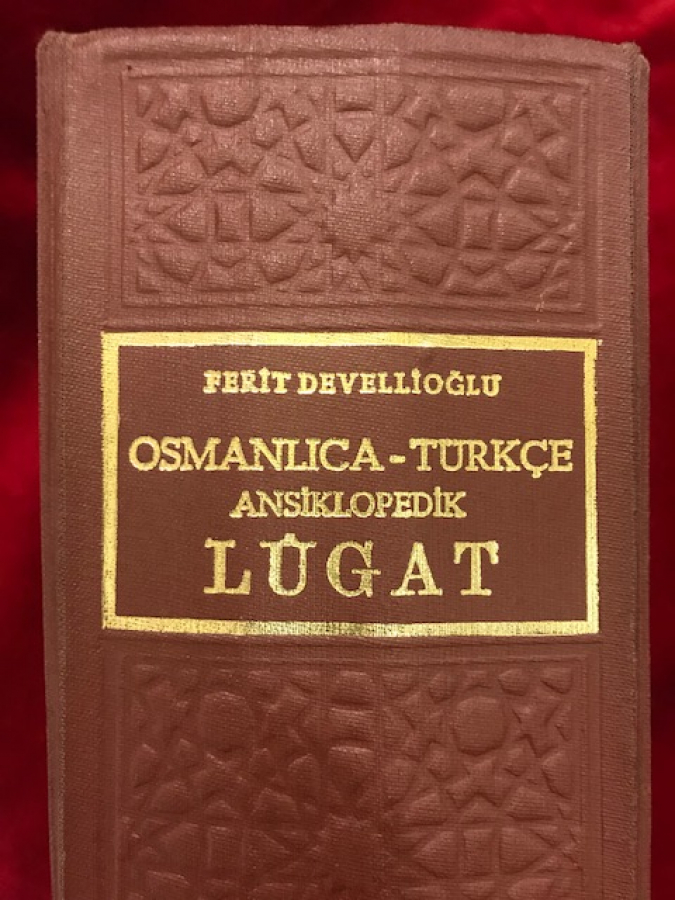 FERİT DEVELLİOĞLU
OSMANLICA - TÜRKÇE
ANSİKLOPEDİK
LÛGAT